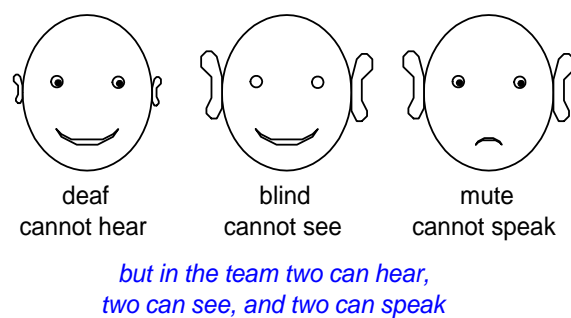 deaf
cannot hear
blind
cannot see
mute
cannot speak
but in the team two can hear,
two can see, and two can speak